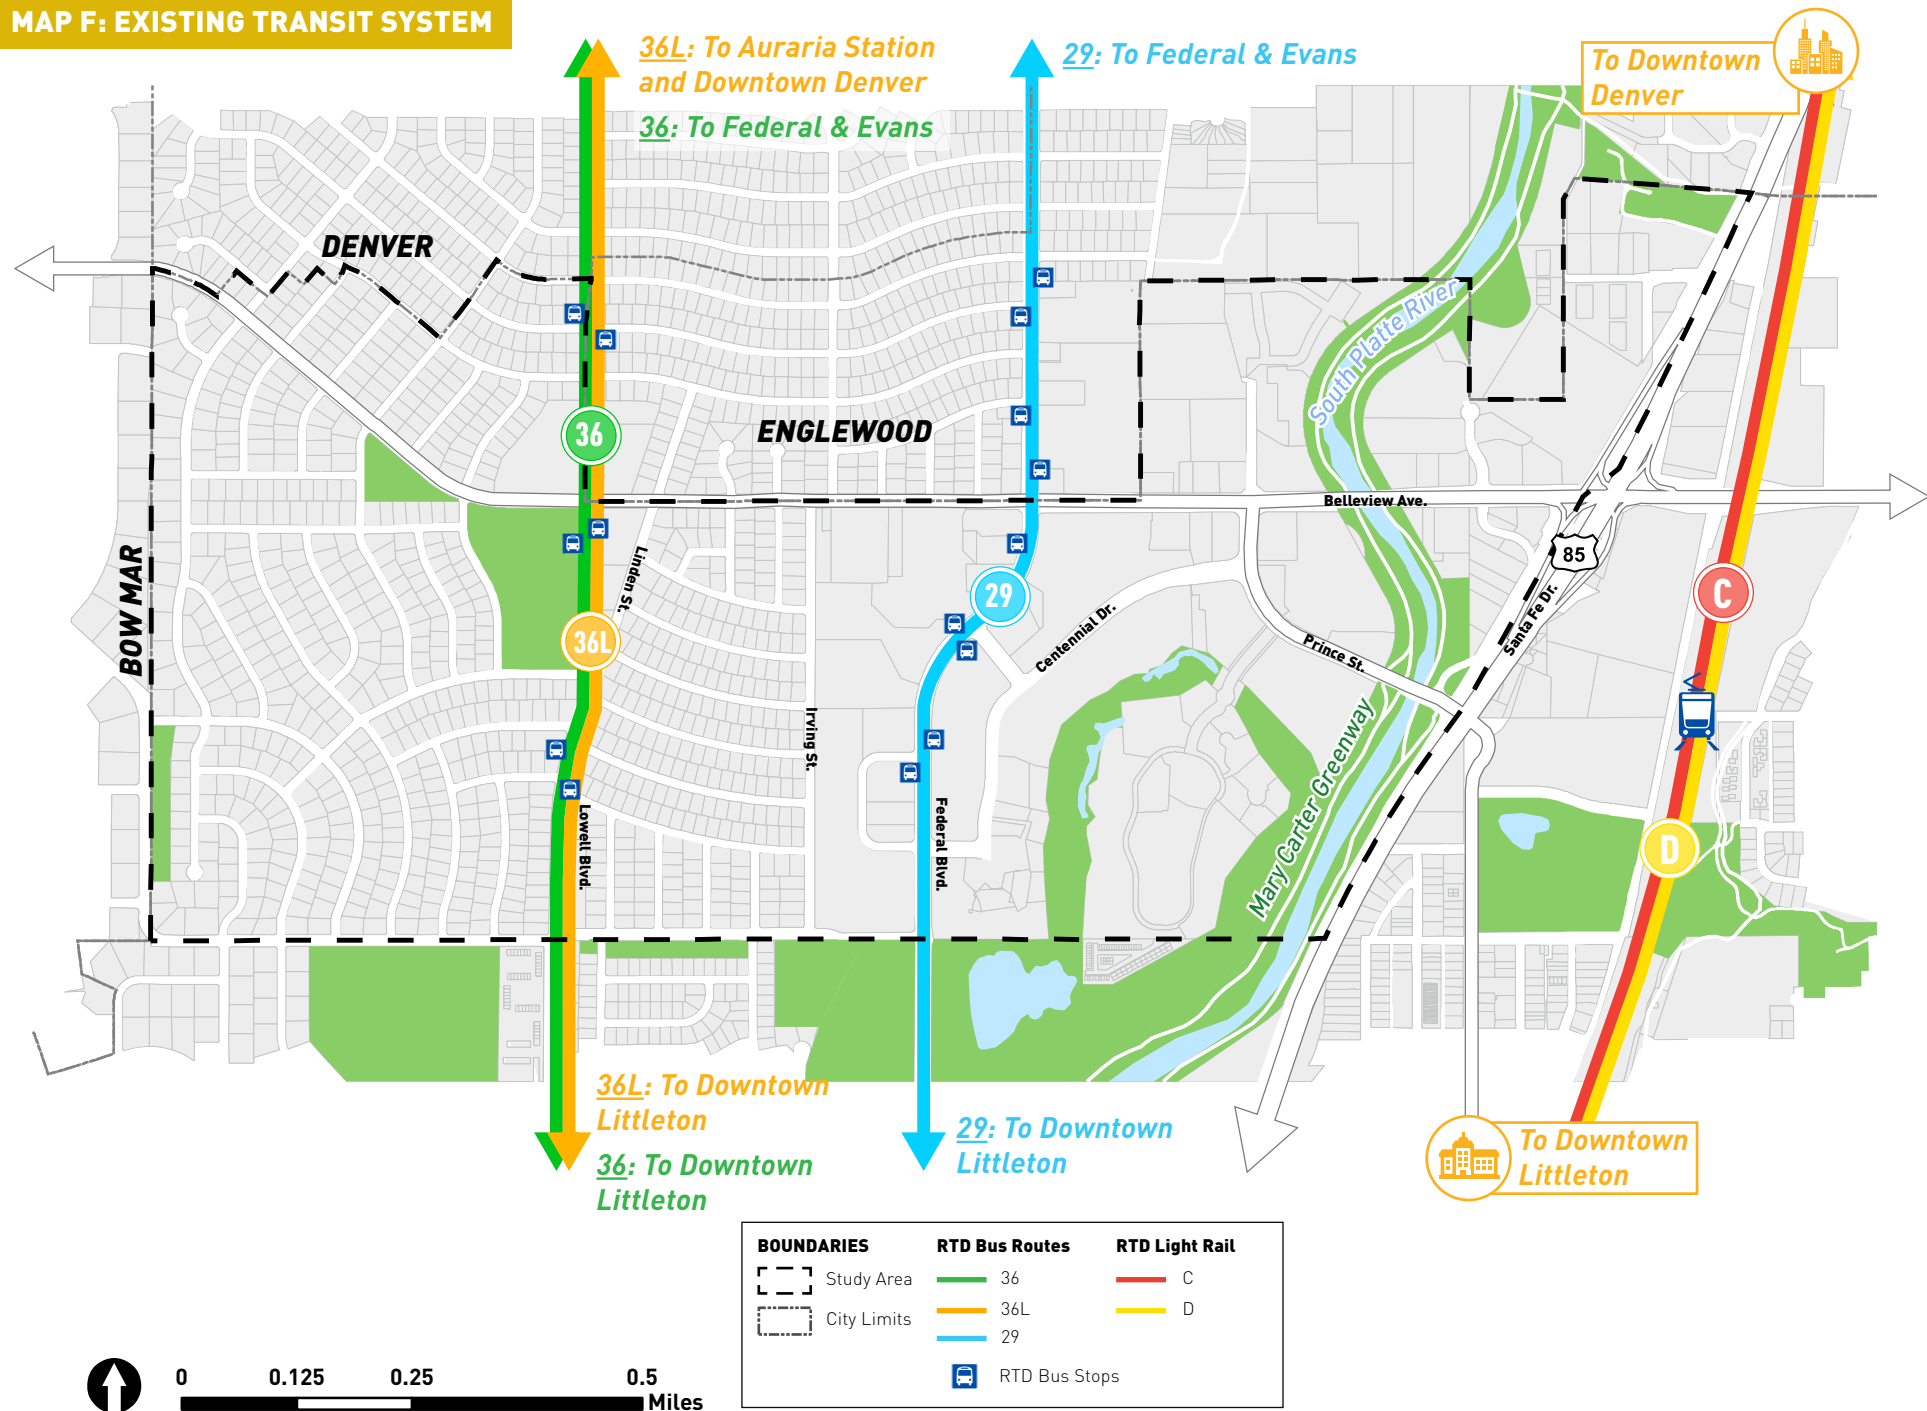 MAP F: EXISTING TRANSIT SYSTEM
36L: To Auraria Station
and Downtown Denver
36: To Federal & Evans
29: To Federal & Evans
To Downtown
Denver
DENVER
South Platte River
36
ENGLEWOOD
Belleview Ave.
BOW MAR
Linden St.
85
29
C
36L
Centennial Dr.
Prince St.
Santa Fe Dr.
Irving St.
Mary Carter Greenway
Lowell Blvd.
Federal Blvd.
D
36L: To Downtown
Littleton
36: To Downtown
Littleton
29: To Downtown
Littleton
To Downtown
Littleton
BOUNDARIES
Study Area
City Limits
RTD Bus Routes
36
36L
29
RTD Bus Stops
RTD Light Rail
C
D
0 0.125 0.25 0.5
Miles